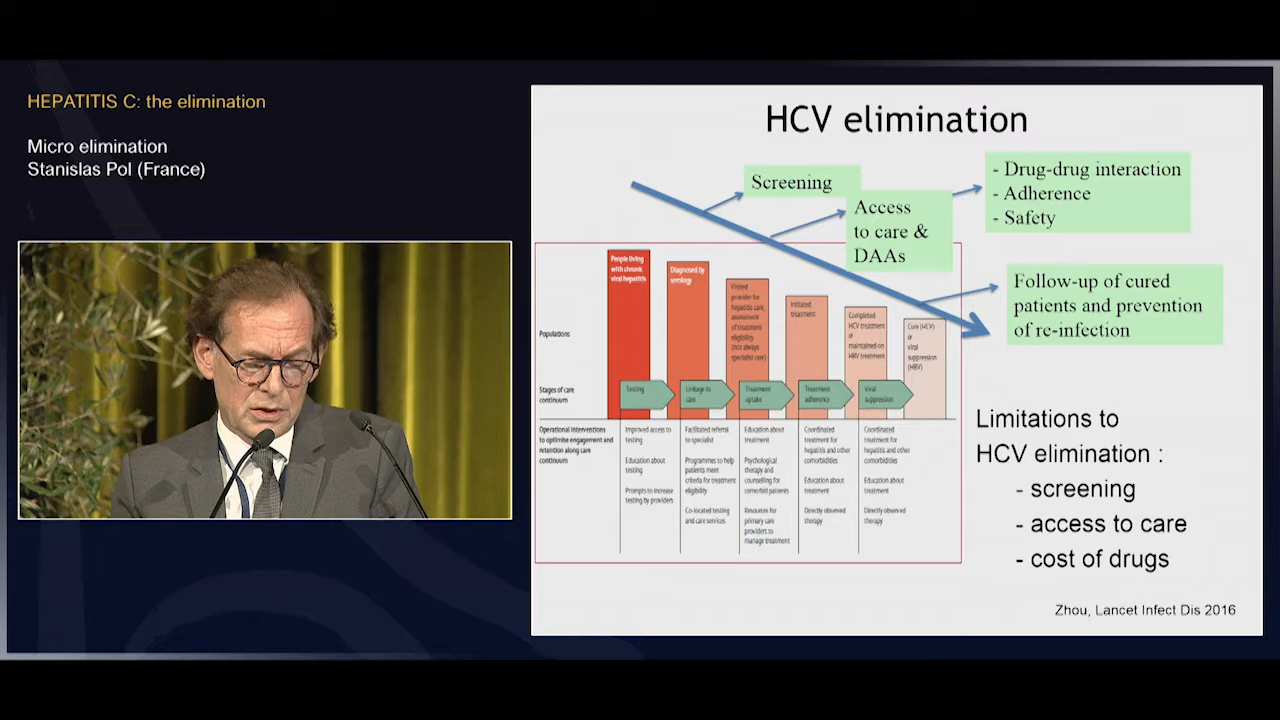 HEPATITIS C: the elimination
Micro elimination
Stanislas Pol (France)
HCV elimination
Screening
Access
to care &
DAAs
- Drug-drug interaction
- Adherence
- Safety
Follow-up of cured
patients and prevention
of re-infection
People living
with chronic
viral hepatitis
Diagnosed by
serology
Visited
provider for
hepatitis care,
assessment
of treatment
eligibility
(not always
specialist care)
Initiated
treatment
Completed
HCV treatment
or
maintained on
HBV treatment
Cure (HCV)
or
viral
suppression
(HBV)
Populations
Stages of care
continuum
Testing
Linkage to
care
Treatment
uptake
Treatment
adherence
Viral
suppression
Operational interventions
to optimise engagement and
retention along care
continuum
Improved access to
testing
Education about
testing
Prompts to increase
testing by providers
Facilitated referral
to specialist
Programmes to help
patients meet
criteria for treatment
eligibility
Co-located testing
and care services
Education about
treatment
Psychological
therapy and
counselling for
comorbid patients
Resources for
primary care
providers to
manage treatment
Coordinated
treatment for
hepatitis and other
comorbidities
Education about
treatment
Directly observed
therapy
Coordinated
treatment for
hepatitis and other
comorbidities
Education about
treatment
Directly observed
therapy
Limitations to
HCV elimination :
- screening
- access to care
- cost of drugs
Zhou, Lancet Infect Dis 2016